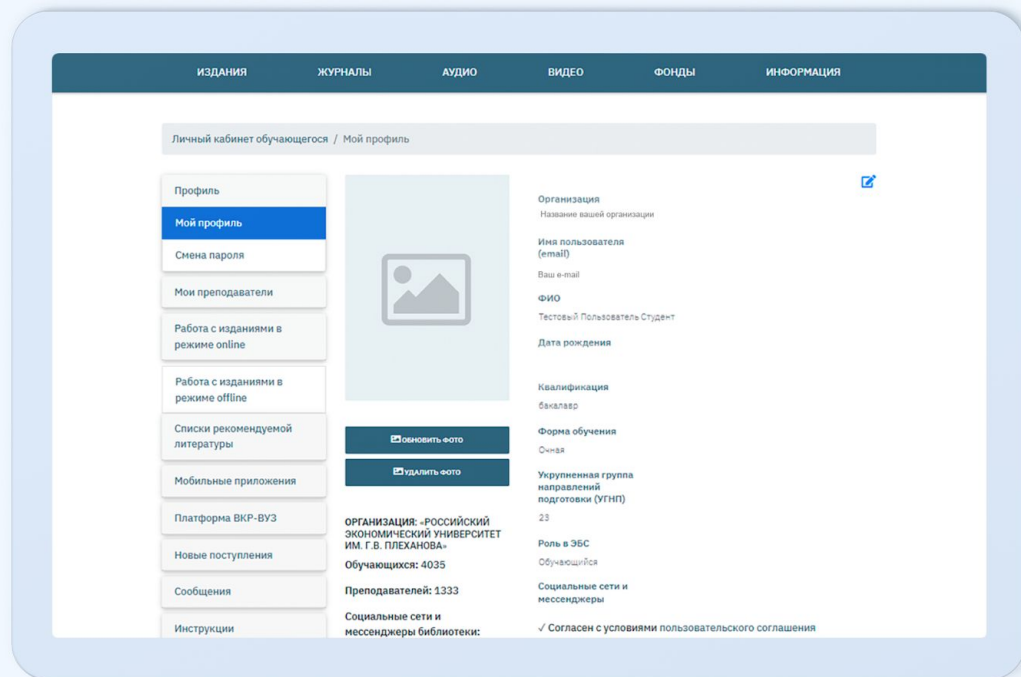 ИЗДАНИЯ ЖУРНАЛЫ АУДИО ВИДЕО ФОНДЫ ИНФОРМАЦИЯ
Личный кабинет обучающегося / Мой профиль
Профиль
Мой профиль
Смена пароля
Мои преподаватели
Работа с изданиями в
режиме online
Работа с изданиями в
режиме offline
Списки рекомендуемой
литературы
Мобильные приложения
Платформа ВКР-ВУЗ
Новые поступления
Сообщения
Инструкции
ОБНОВИТЬ ФОТО
УДАЛИТЬ ФОТО
ОРГАНИЗАЦИЯ: «РОССИЙСКИЙ
ЭКОНОМИЧЕСКИЙ УНИВЕРСИТЕТ
ИМ. Г.В. ПЛЕХАНОВА»
Обучающихся: 4035
Преподавателей: 1333
Социальные сети и
мессенджеры библиотеки:
Организация
Название вашей организации
Имя пользователя
(email)
Ваш e-mail
ФИО
Тестовый Пользователь Студент
Дата рождения
Квалификация
бакалавр
Форма обучения
Очная
Укрупненная группа
направлений
подготовки (УГНП)
23
Роль в ЭБС
Обучающийся
Социальные сети и
мессенджеры
✓ Согласен с условиями пользовательского соглашения